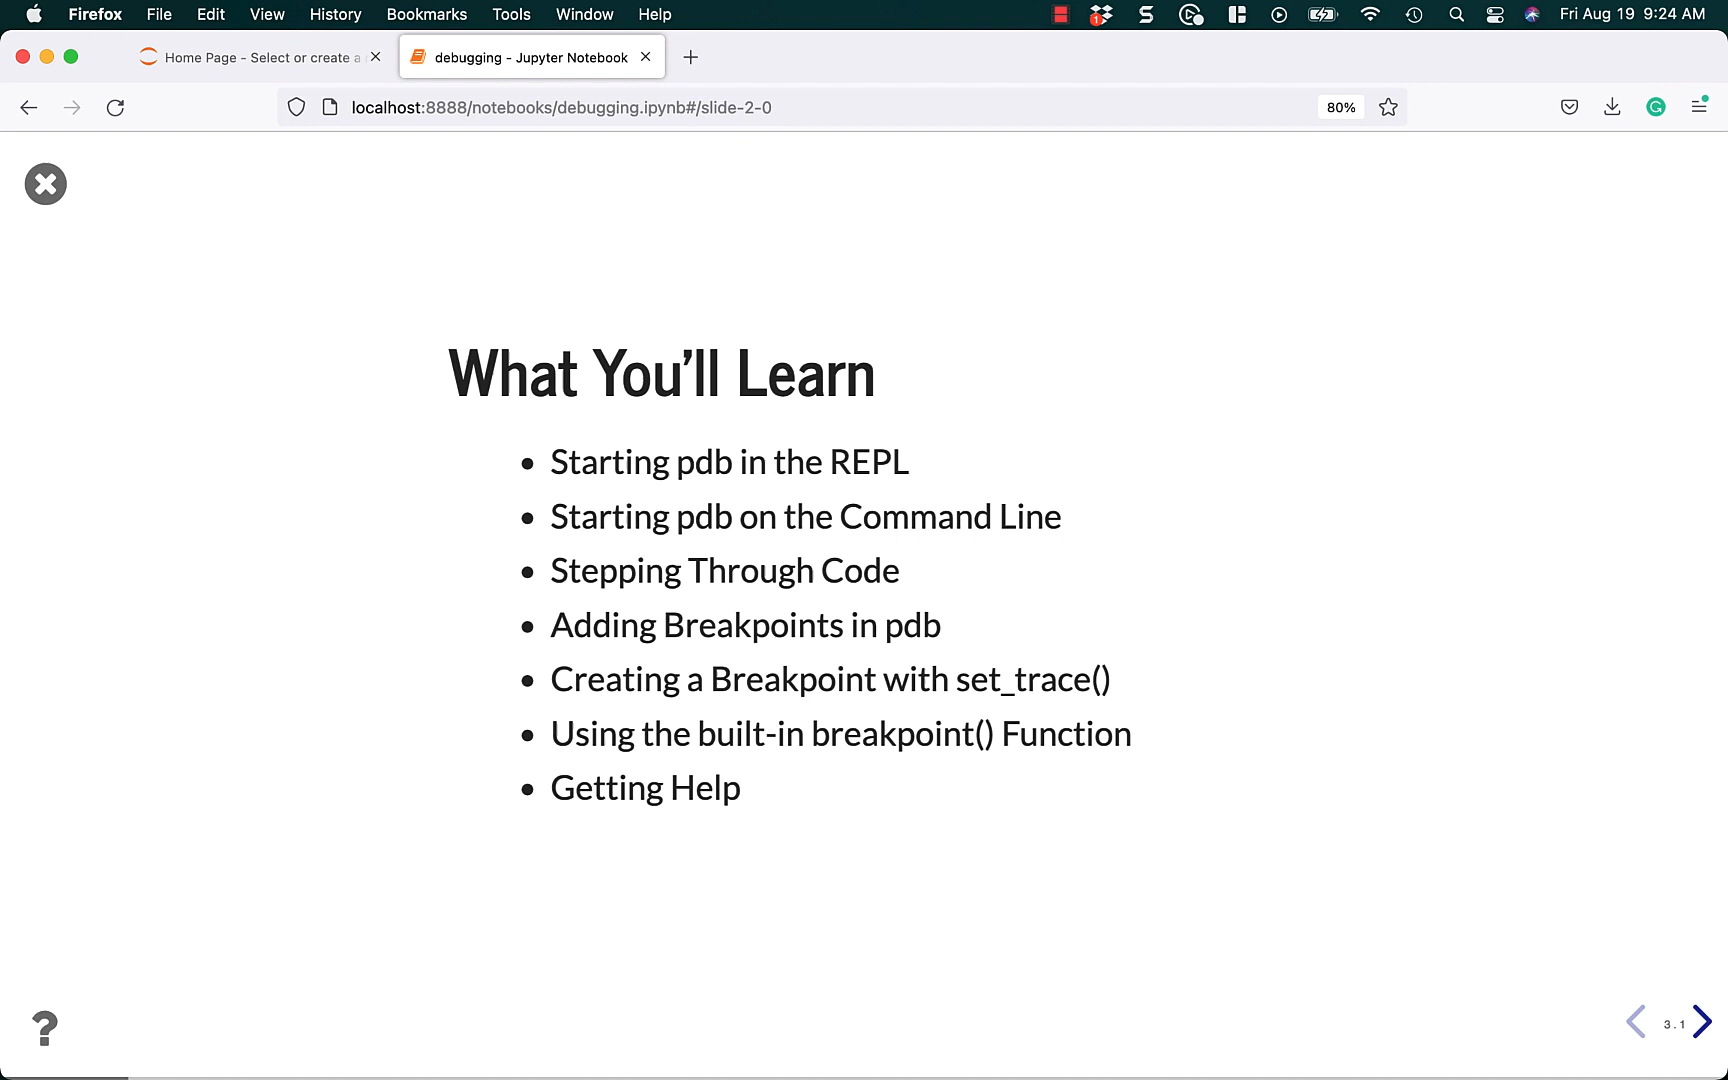 Firefox File Edit View History Bookmarks Tools Window Help 1 Fri Aug 19 9:24 AM
Home Page - Select or create a
debugging - Jupyter Notebook
localhost:8888/notebooks/debugging.ipynb#/slide-2-0 80%
What You'll Learn
• Starting pdb in the REPL
• Starting pdb on the Command Line
• Stepping Through Code
• Adding Breakpoints in pdb
• Creating a Breakpoint with set_trace()
• Using the built-in breakpoint() Function
• Getting Help
?
3.1